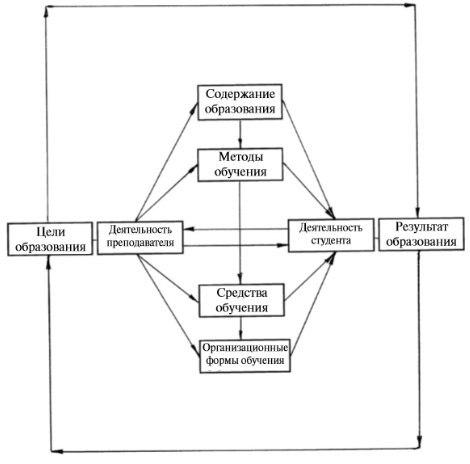 Содержание
образования
Методы
обучения
Цели
образования
Деятельность
преподавателя
Деятельность
студента
Результат
образования
Средства
обучения
Организационные
формы обучения